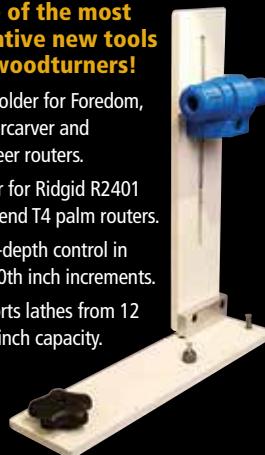 of the most
ative new tools
woodturners!
older for Foredom,
rcarver and
eer routers.
r for Ridgid R2401
end T4 palm routers.
-depth control in
0th inch increments.
rts lathes from 12
inch capacity.